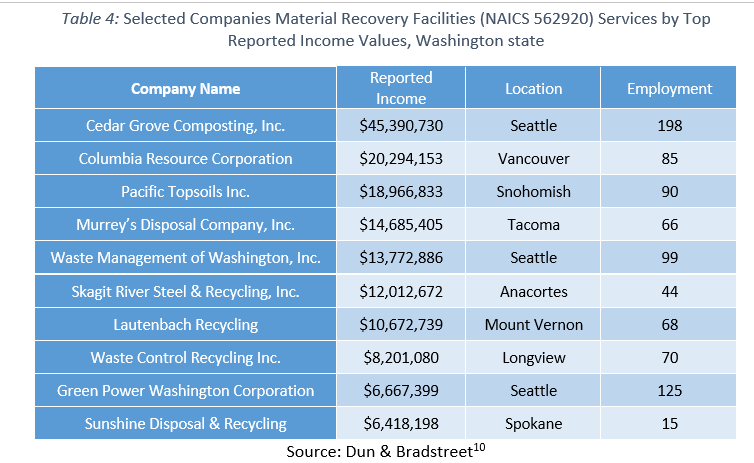 Table 4: Selected Companies Material Recovery Facilities (NAICS 562920) Services by Top
Reported Income Values, Washington state
Company Name Reported Income Location Employment
Cedar Grove Composting, Inc. $45,390,730 Seattle 198
Columbia Resource Corporation $20,294,153 Vancouver 85
Pacific Topsoils Inc. $18,966,833 Snohomish 90
Murrey's Disposal Company, Inc. $14,685,405 Tacoma 66
Waste Management of Washington, Inc. $13,772,886 Seattle 99
Skagit River Steel & Recycling, Inc. $12,012,672 Anacortes 44
Lautenbach Recycling $10,672,739 Mount Vernon 68
Waste Control Recycling Inc. $8,201,080 Longview 70
Green Power Washington Corporation $6,667,399 Seattle 125
Sunshine Disposal & Recycling $6,418,198 Spokane 15
Source: Dun & Bradstreet10